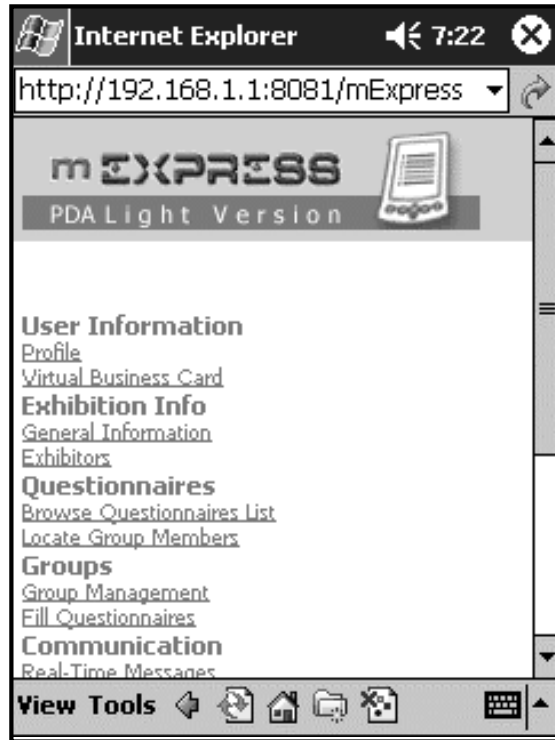 Internet Explorer 7:22
http://192.168.1.1:8081/mExpress
mEXPRESS
PDA Light Version
User Information
Profile
Virtual Business Card
Exhibition Info
General Information
Exhibitors
Questionnaires
Browse Questionnaires List
Locate Group Members
Groups
Group Management
Fill Questionnaires
Communication
Real-Time Messages
View Tools